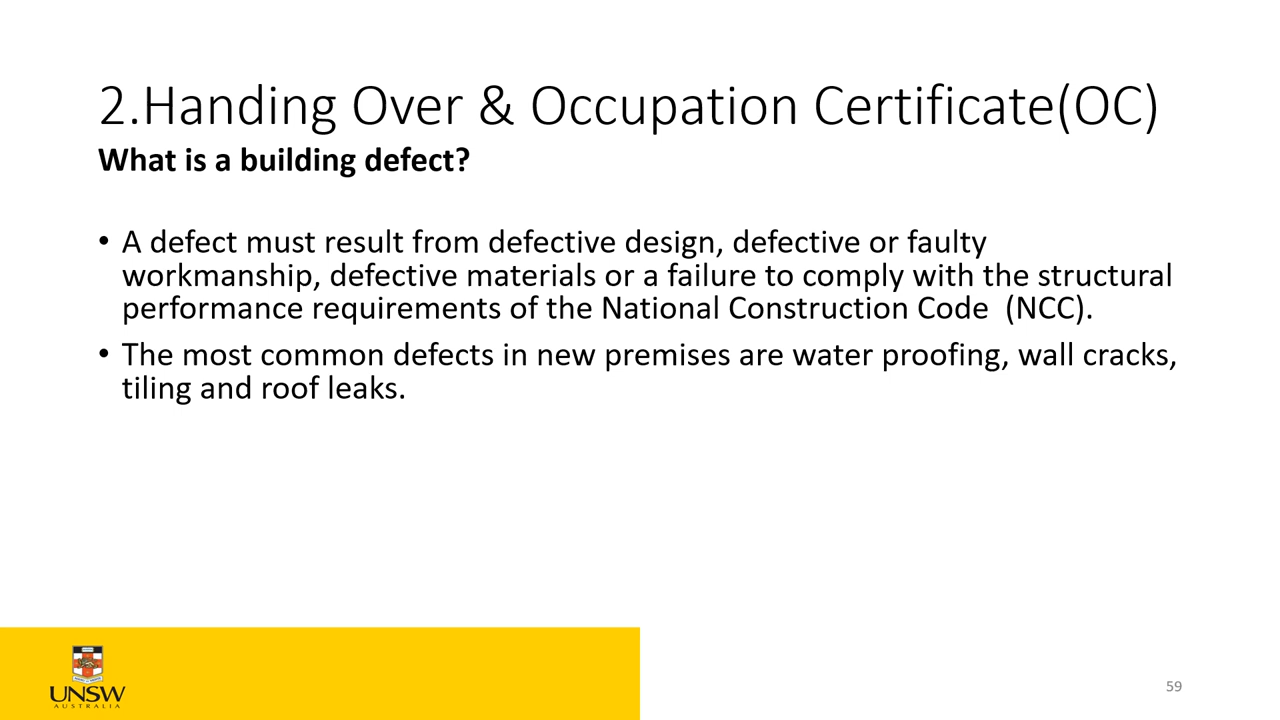 2.Handing Over & Occupation Certificate(OC)
What is a building defect?
• A defect must result from defective design, defective or faulty
workmanship, defective materials or a failure to comply with the structural
performance requirements of the National Construction Code  (NCC).
• The most common defects in new premises are water proofing, wall cracks,
tiling and roof leaks.
UNSW
AUSTRALIA
59